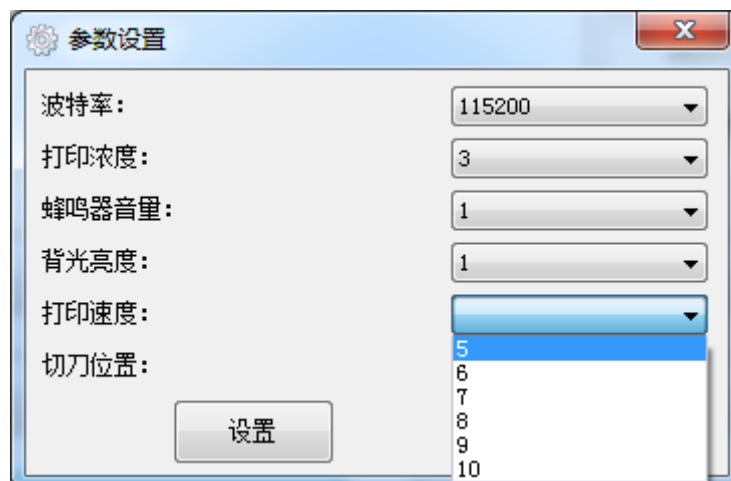 参数设置
波特率： 115200
打印浓度： 3
蜂鸣器音量： 1
背光亮度： 1
打印速度：
5
切刀位置：
6
7
8
设置
9
10